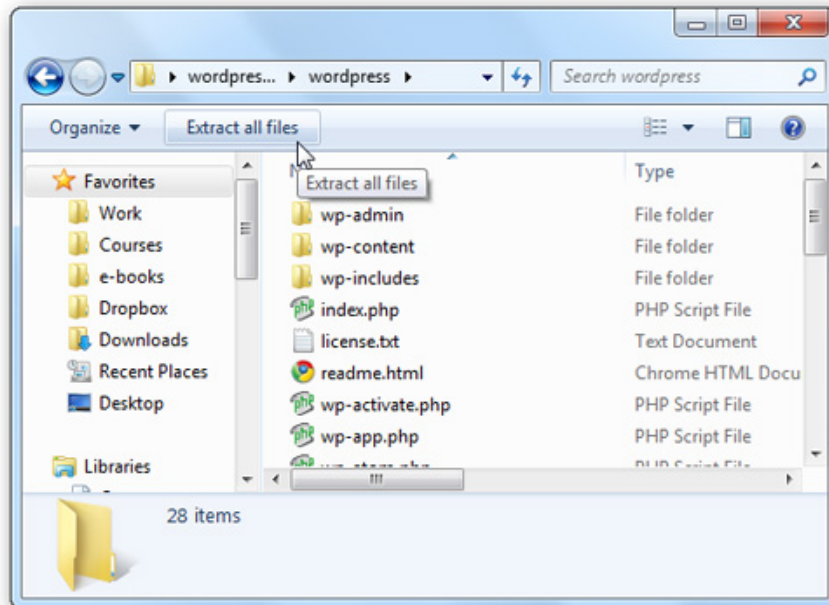 wordpres... wordpress
Search wordpress
Organize Extract all files
Extract all files
Favorites
Work
Courses
e-books
Dropbox
Downloads
Recent Places
Desktop
Libraries
Type
wp-admin File folder
wp-content File folder
wp-includes File folder
index.php PHP Script File
license.txt Text Document
readme.html Chrome HTML Docu
wp-activate.php PHP Script File
wp-app.php PHP Script File
28 items